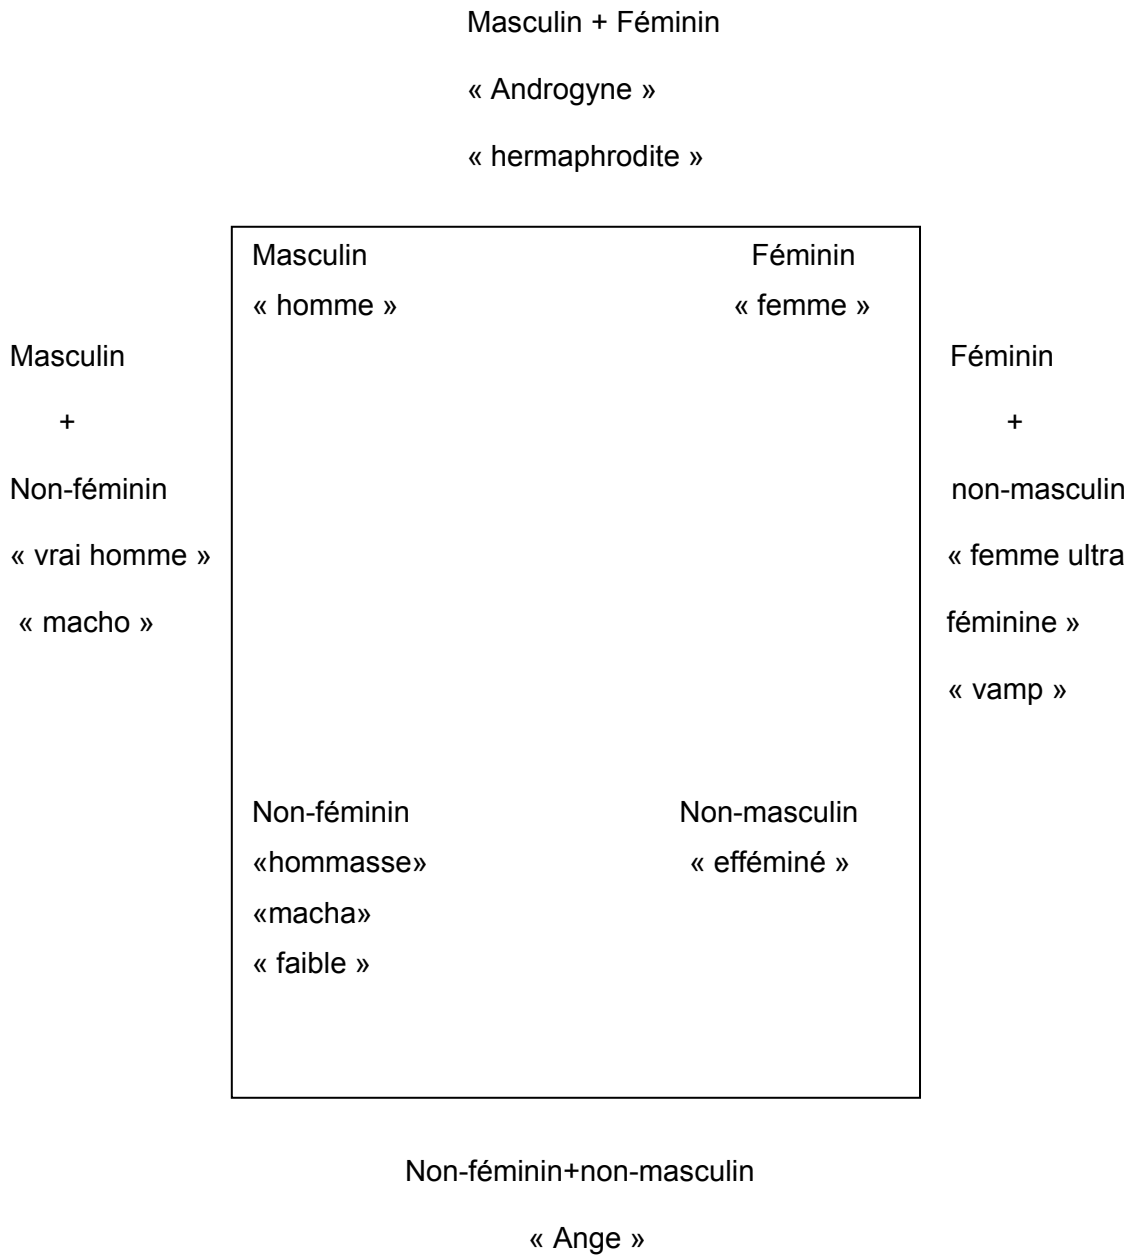 Masculin + Féminin
« Androgyne »
« hermaphrodite »
Masculin Féminin
« homme » « femme »
Masculin Féminin
+ +
Non-féminin non-masculin
« vrai homme » « femme ultra
« macho » féminine »
« vamp »
Non-féminin Non-masculin
«hommasse» « efféminé »
«macha»
« faible »
Non-féminin+non-masculin
« Ange »